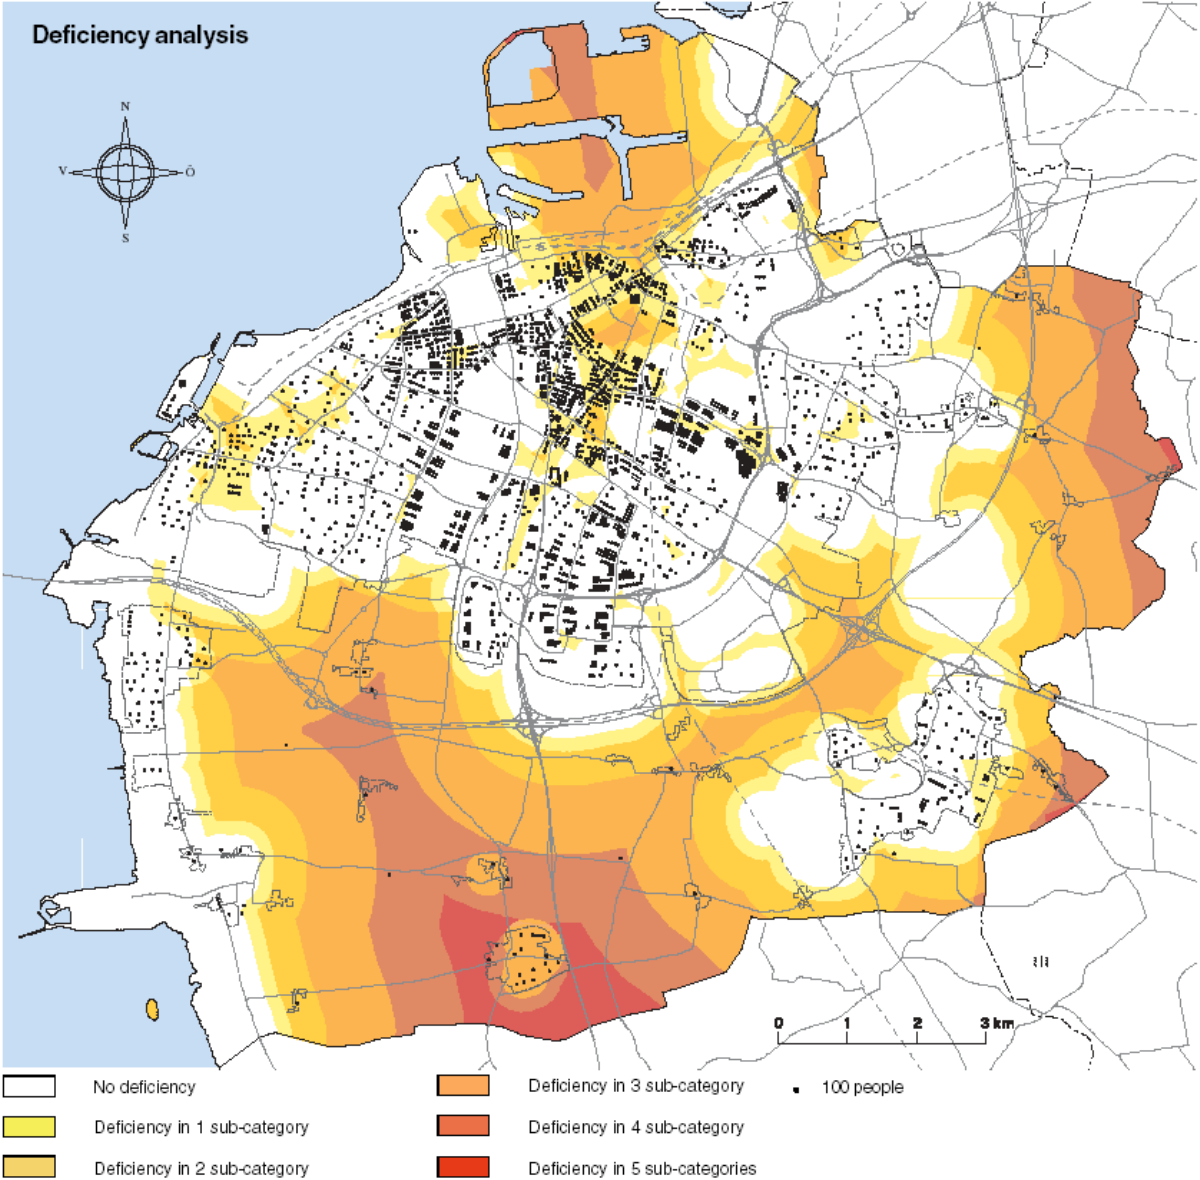 Deficiency analysis
N
V
Ö
S
0 1 2 3 km
No deficiency
Deficiency in 1 sub-category
Deficiency in 2 sub-category
Deficiency in 3 sub-category
Deficiency in 4 sub-category
Deficiency in 5 sub-categories
100 people